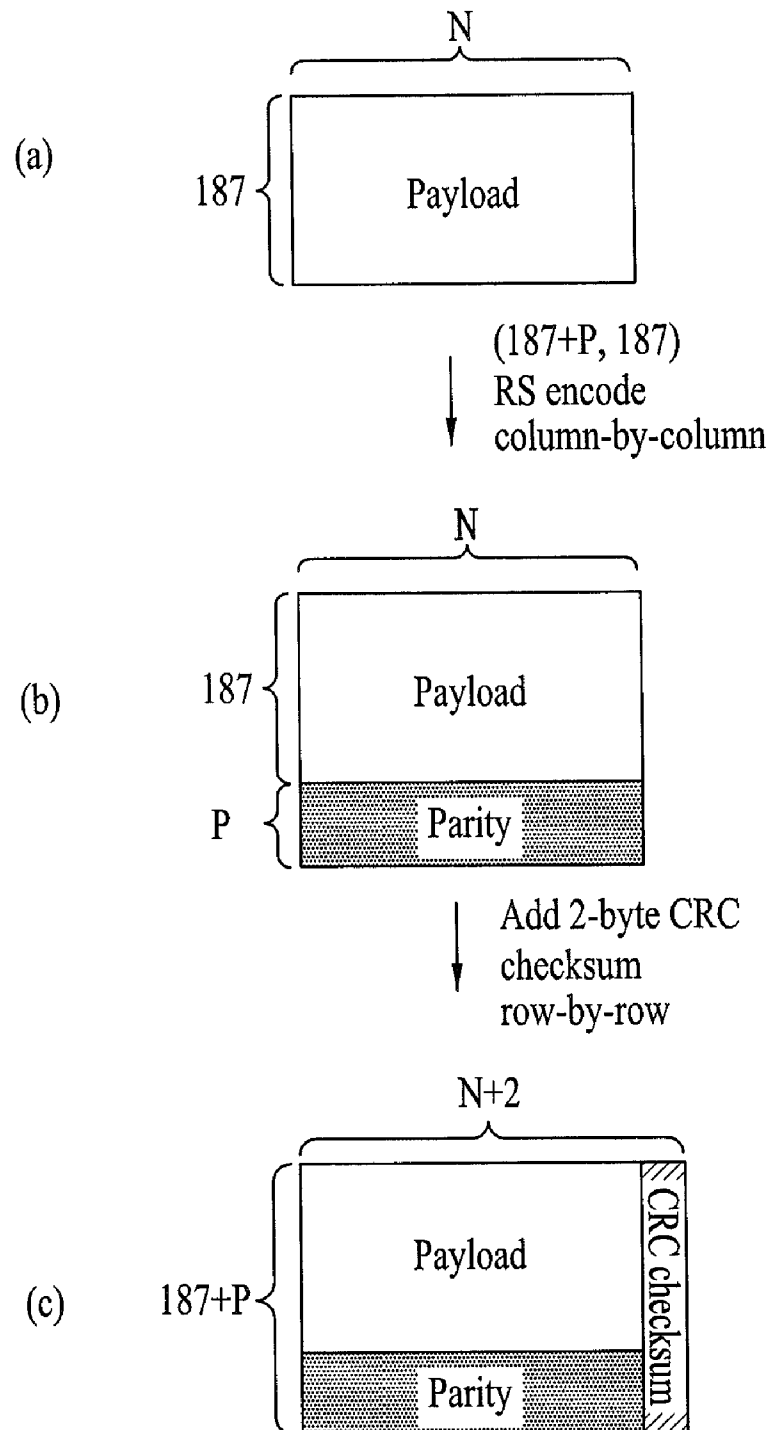 N
(a)
187
Payload
(187+P, 187)
RS encode
column-by-column
N
(b)
187
Payload
P
Parity
Add 2-byte CRC
checksum
row-by-row
N+2
(c)
187+P
Payload
CRC checksum
Parity